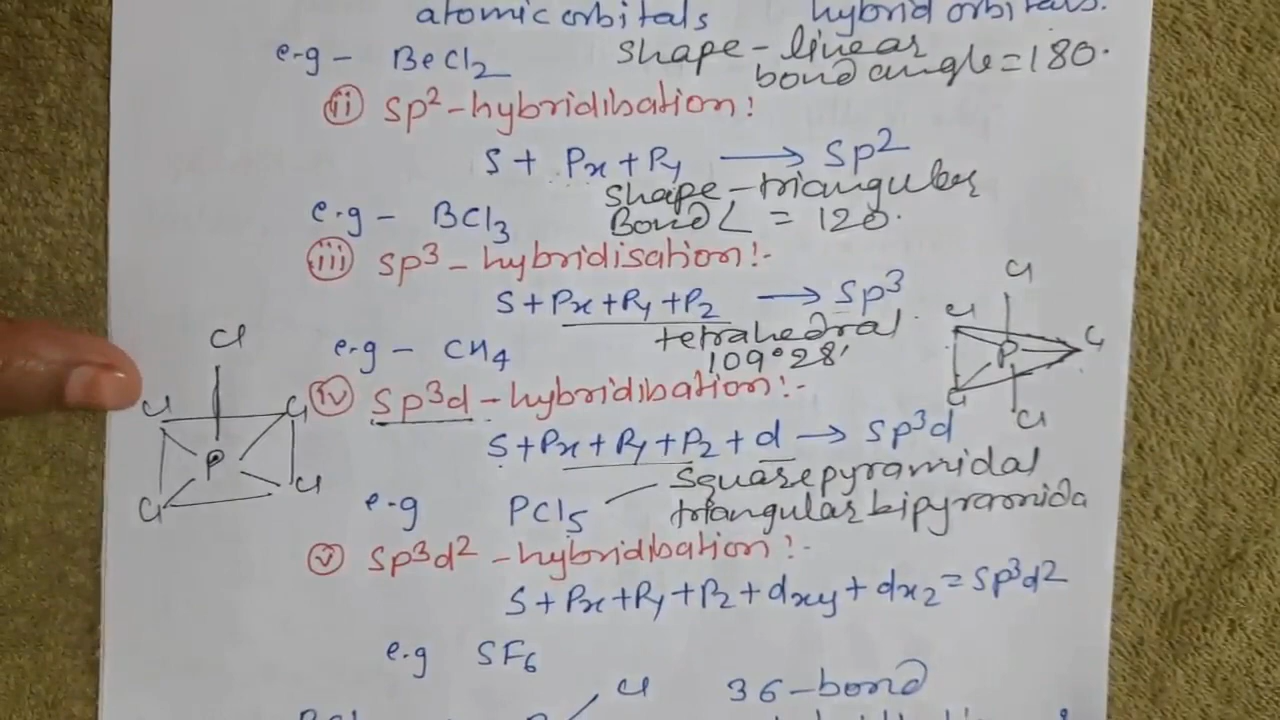 atomic orbitals hybrid orbitals.
e-g - BeCl2 shape - linear
bond angle = 180.
(ii) sp2-hybridisation:
S + Px + Py → sp2
shape - triangular
e.g - BCl3 Bond ∠ = 120.
(iii) sp3 - hybridisation :-
S + Px + Py + Pz → sp3
tetrahedral
e.g - CH4 109°28'
(iv) sp3d - hybridisation :-
S + Px + Py + Pz + d → sp3d
squarepyramidal
e.g PCl5 triangular bipyramida
(v) sp3d2 - hybridisation :-
S + Px + Py + Pz + dxy + dx2 = sp3d2
e.g SF6
Cl 36-bond
Cl
Cl Cl
P
Cl Cl
Cl
Cl Cl
P
Cl
Cl